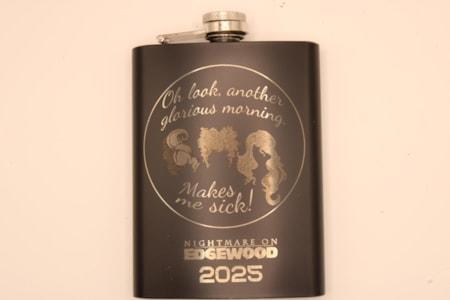 Oh look, another
glorious morning.
Makes
me sick!
NIGHTMARE ON
EDGEWOOD
2025